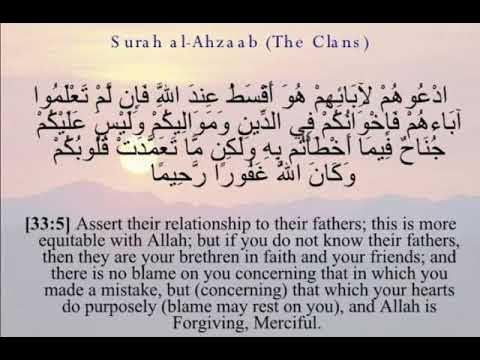 Surah al-Ahzaab (The Clans)
ادْعُوهُمْ لِآبَائِهِمْ هُوَ أَقْسَطُ عِندَ اللَّهِ فَإِن لَّمْ تَعْلَمُوا
آبَاءهُمْ فَإِخْوَانُكُمْ فِي الدِّينِ وَمَوَالِيكُمْ وَلَيْسَ عَلَيْكُمْ
جُنَاحٌ فِيمَا أَخْطَأْتُم بِهِ وَلَكِن مَّا تَعَمَّدَتْ قُلُوبُكُمْ
وَكَانَ اللَّهُ غَفُورًا رَّحِيمًا
[33:5] Assert their relationship to their fathers; this is more
equitable with Allah; but if you do not know their fathers,
then they are your brethren in faith and your friends; and
there is no blame on you concerning that in which you
made a mistake, but (concerning) that which your hearts
do purposely (blame may rest on you), and Allah is
Forgiving, Merciful.